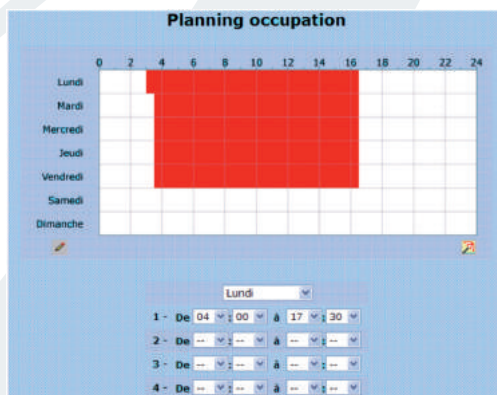 Planning occupation
0 2 4 6 8 10 12 14 16 18 20 22 24
Lundi
Mardi
Mercredi
Jeudi
Vendredi
Samedi
Dimanche
Lundi
1 - De 04 : 00 à 17 : 30
2 - De -- : -- à -- : --
3 - De -- : -- à -- : --
4 - De -- : -- à -- : --